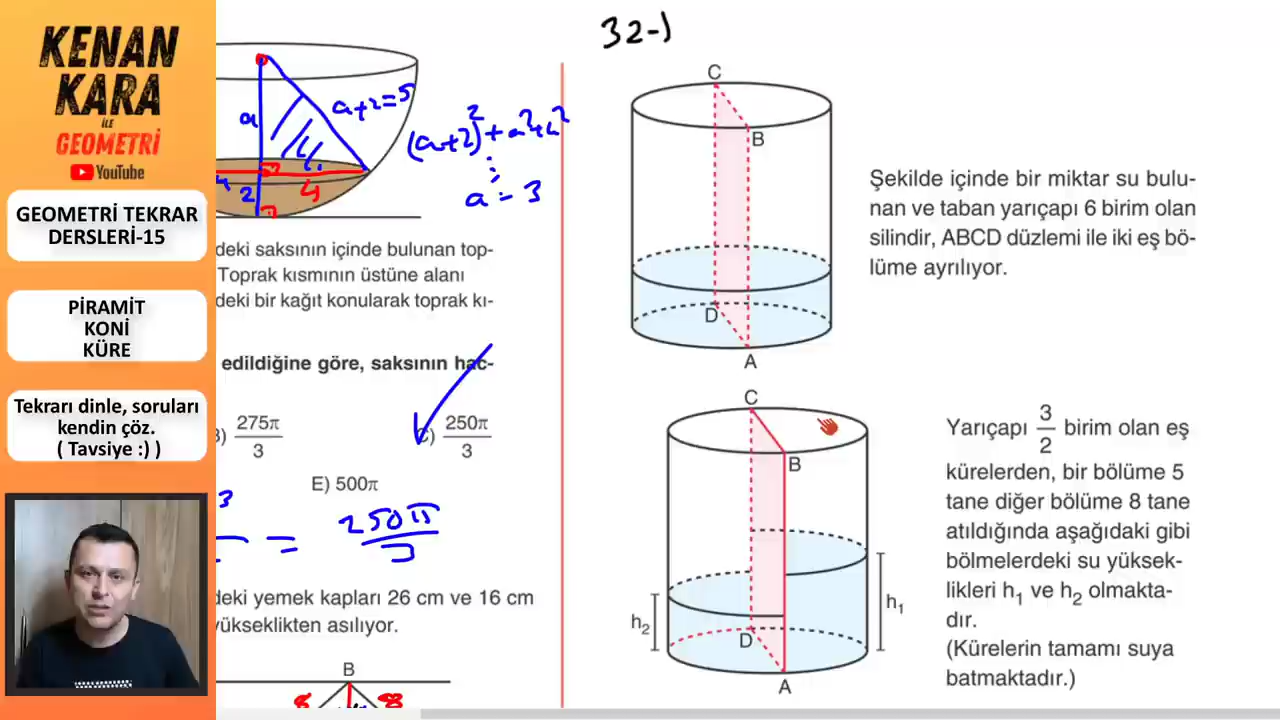 KENAN
KARA
İLE
GEOMETRİ
YouTube
GEOMETRİ TEKRAR
DERSLERİ-15
PİRAMİT
KONİ
KÜRE
Tekrarı dinle, soruları
kendin çöz.
( Tavsiye :) )
a
a+2=5
4
2
4
(a+2)² + a²+4²
a = 3
deki saksının içinde bulunan top-
Toprak kısmının üstüne alanı
deki bir kağıt konularak toprak kı-
edildiğine göre, saksının hac-
B) 275π/3
C) 250π/3
E) 500π
3
= 250π/3
deki yemek kapları 26 cm ve 16 cm
yükseklikten asılıyor.
B
8
8
32-)
C
B
D
A
Şekilde içinde bir miktar su bulu-
nan ve taban yarıçapı 6 birim olan
silindir, ABCD düzlemi ile iki eş bö-
lüme ayrılıyor.
C
B
h₁
h₂
D
A
Yarıçapı 3/2 birim olan eş
kürelerden, bir bölüme 5
tane diğer bölüme 8 tane
atıldığında aşağıdaki gibi
bölmelerdeki su yüksek-
likleri h₁ ve h₂ olmakta-
dır.
(Kürelerin tamamı suya
batmaktadır.)